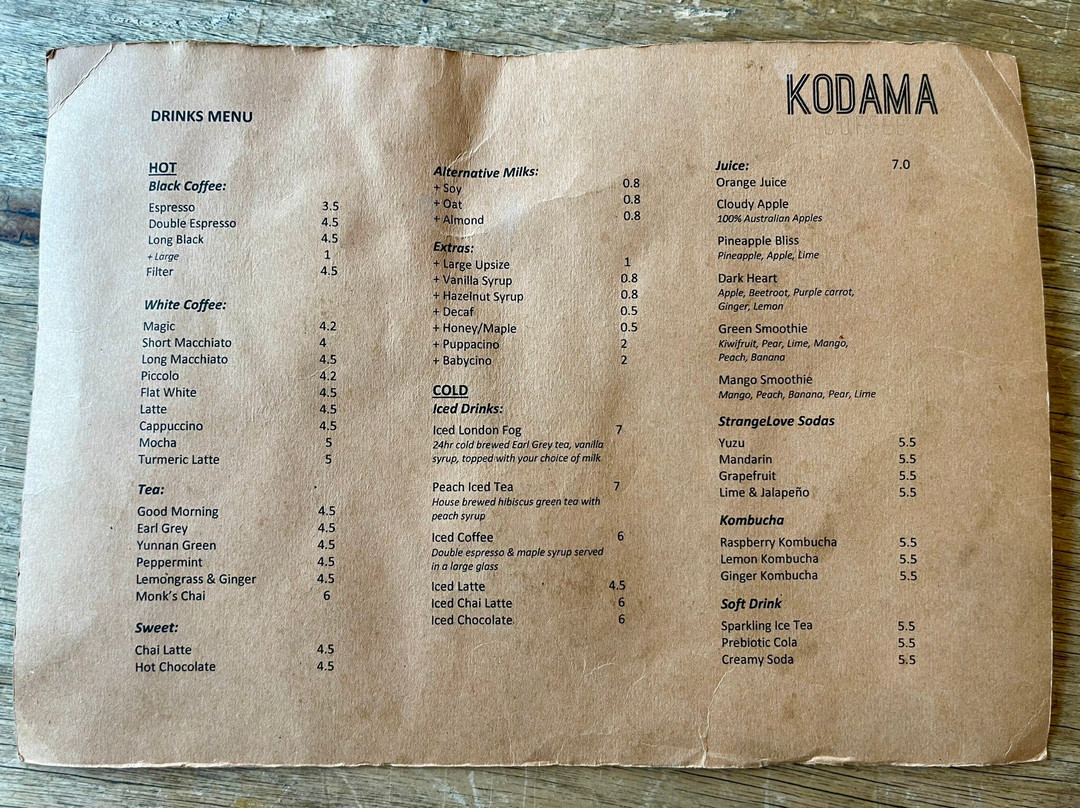 KODAMA
COFFEE
DRINKS MENU
HOT
Black Coffee:
Espresso 3.5
Double Espresso 4.5
Long Black 4.5
+ Large 1
Filter 4.5
White Coffee:
Magic 4.2
Short Macchiato 4
Long Macchiato 4.5
Piccolo 4.2
Flat White 4.5
Latte 4.5
Cappuccino 4.5
Mocha 5
Turmeric Latte 5
Tea:
Good Morning 4.5
Earl Grey 4.5
Yunnan Green 4.5
Peppermint 4.5
Lemongrass & Ginger 4.5
Monk's Chai 6
Sweet:
Chai Latte 4.5
Hot Chocolate 4.5
Alternative Milks:
+ Soy 0.8
+ Oat 0.8
+ Almond 0.8
Extras:
+ Large Upsize 1
+ Vanilla Syrup 0.8
+ Hazelnut Syrup 0.8
+ Decaf 0.5
+ Honey/Maple 0.5
+ Puppacino 2
+ Babycino 2
COLD
Iced Drinks:
Iced London Fog 7
24hr cold brewed Earl Grey tea, vanilla
syrup, topped with your choice of milk
Peach Iced Tea 7
House brewed hibiscus green tea with
peach syrup
Iced Coffee 6
Double espresso & maple syrup served
in a large glass
Iced Latte 4.5
Iced Chai Latte 6
Iced Chocolate 6
Juice: 7.0
Orange Juice
Cloudy Apple
100% Australian Apples
Pineapple Bliss
Pineapple, Apple, Lime
Dark Heart
Apple, Beetroot, Purple carrot,
Ginger, Lemon
Green Smoothie
Kiwifruit, Pear, Lime, Mango,
Peach, Banana
Mango Smoothie
Mango, Peach, Banana, Pear, Lime
StrangeLove Sodas
Yuzu 5.5
Mandarin 5.5
Grapefruit 5.5
Lime & Jalapeño 5.5
Kombucha
Raspberry Kombucha 5.5
Lemon Kombucha 5.5
Ginger Kombucha 5.5
Soft Drink
Sparkling Ice Tea 5.5
Prebiotic Cola 5.5
Creamy Soda 5.5